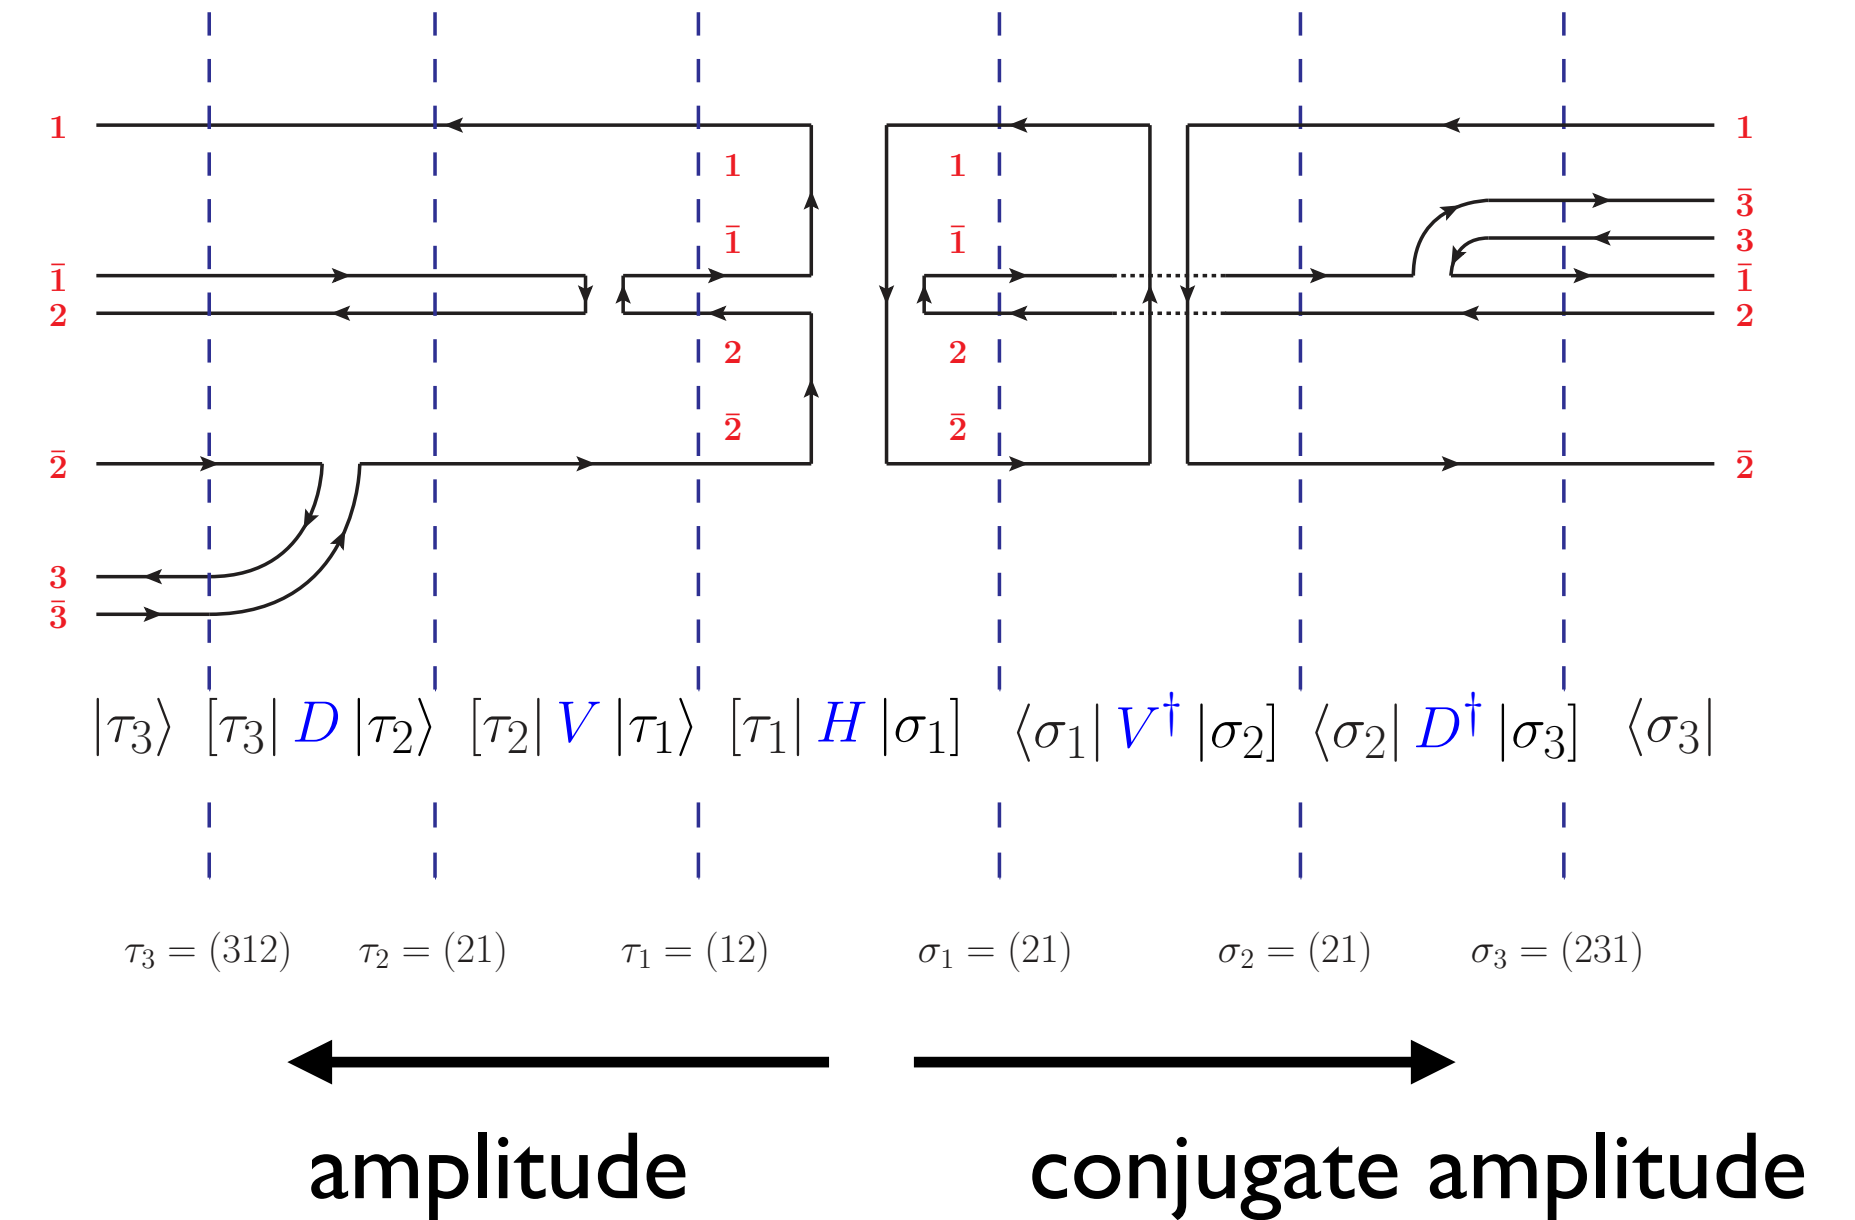 1 1
1 1
3̄
1̄ 1̄ 3
1̄ 1̄
2 2
2 2
2̄ 2̄
2̄ 2̄
3
3̄
|τ₃⟩ [τ₃| D |τ₂⟩ [τ₂| V |τ₁⟩ [τ₁| H |σ₁] ⟨σ₁| V† |σ₂] ⟨σ₂| D† |σ₃] ⟨σ₃|
τ₃ = (312) τ₂ = (21) τ₁ = (12) σ₁ = (21) σ₂ = (21) σ₃ = (231)
amplitude conjugate amplitude